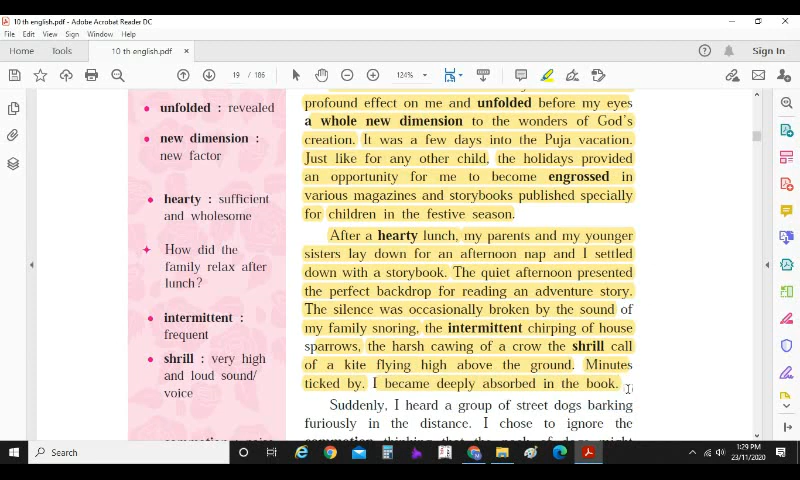 10 th english.pdf - Adobe Acrobat Reader DC
File Edit View Sign Window Help
Home Tools 10 th english.pdf × Sign In
19 / 186 124%
unfolded : revealed
new dimension :
new factor
hearty : sufficient
and wholesome
How did the
family relax after
lunch?
intermittent :
frequent
shrill : very high
and loud sound/
voice
profound effect on me and unfolded before my eyes
a whole new dimension to the wonders of God's
creation. It was a few days into the Puja vacation.
Just like for any other child, the holidays provided
an opportunity for me to become engrossed in
various magazines and storybooks published specially
for children in the festive season.
After a hearty lunch, my parents and my younger
sisters lay down for an afternoon nap and I settled
down with a storybook. The quiet afternoon presented
the perfect backdrop for reading an adventure story.
The silence was occasionally broken by the sound of
my family snoring, the intermittent chirping of house
sparrows, the harsh cawing of a crow the shrill call
of a kite flying high above the ground. Minutes
ticked by. I became deeply absorbed in the book.
Suddenly, I heard a group of street dogs barking
furiously in the distance. I chose to ignore the
Search
1:29 PM
23/11/2020